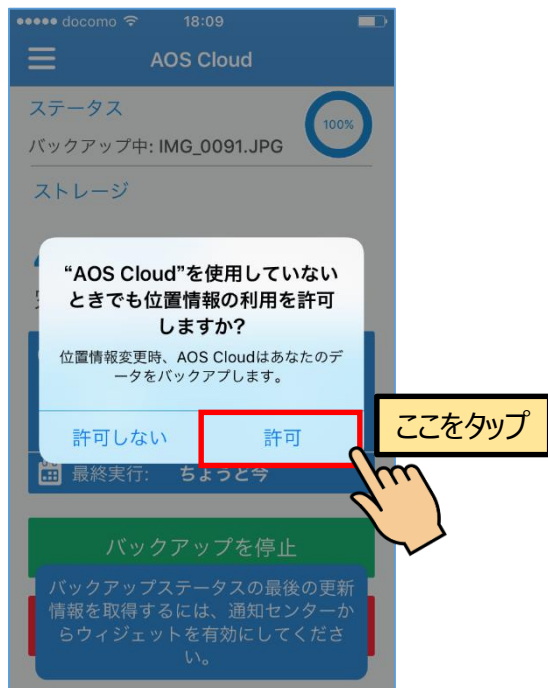 docomo 18:09
AOS Cloud
ステータス
100%
バックアップ中: IMG_0091.JPG
ストレージ
“AOS Cloud”を使用していない
ときでも位置情報の利用を許可
しますか?
位置情報変更時、AOS Cloudはあなたのデ
ータをバックアプします。
許可しない
許可
ここをタップ
最終実行: ちょうど今
バックアップを停止
バックアップステータスの最後の更新
情報を取得するには、通知センターか
らウィジェットを有効にしてくださ
い。